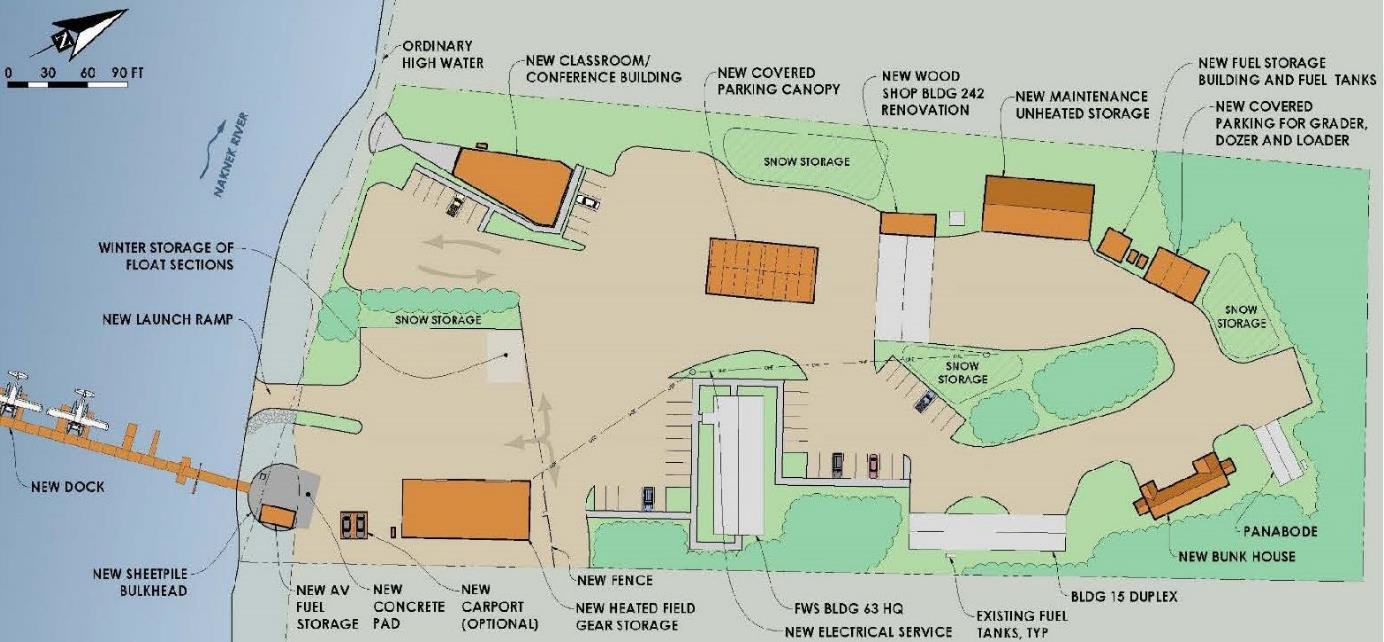 N
0 30 60 90 FT
NAKNEK RIVER
ORDINARY
HIGH WATER
NEW CLASSROOM/
CONFERENCE BUILDING
NEW COVERED
PARKING CANOPY
NEW WOOD
SHOP BLDG 242
RENOVATION
NEW MAINTENANCE
UNHEATED STORAGE
NEW FUEL STORAGE
BUILDING AND FUEL TANKS
NEW COVERED
PARKING FOR GRADER,
DOZER AND LOADER
SNOW STORAGE
WINTER STORAGE OF
FLOAT SECTIONS
NEW LAUNCH RAMP
SNOW STORAGE
SNOW
STORAGE
SNOW
STORAGE
OHE
OHE
OHE
OHE
OHE
NEW DOCK
NEW SHEETPILE
BULKHEAD
NEW AV
FUEL
STORAGE
NEW
CONCRETE
PAD
NEW
CARPORT
(OPTIONAL)
NEW FENCE
NEW HEATED FIELD
GEAR STORAGE
FWS BLDG 63 HQ
NEW ELECTRICAL SERVICE
EXISTING FUEL
TANKS, TYP
BLDG 15 DUPLEX
NEW BUNK HOUSE
PANABODE